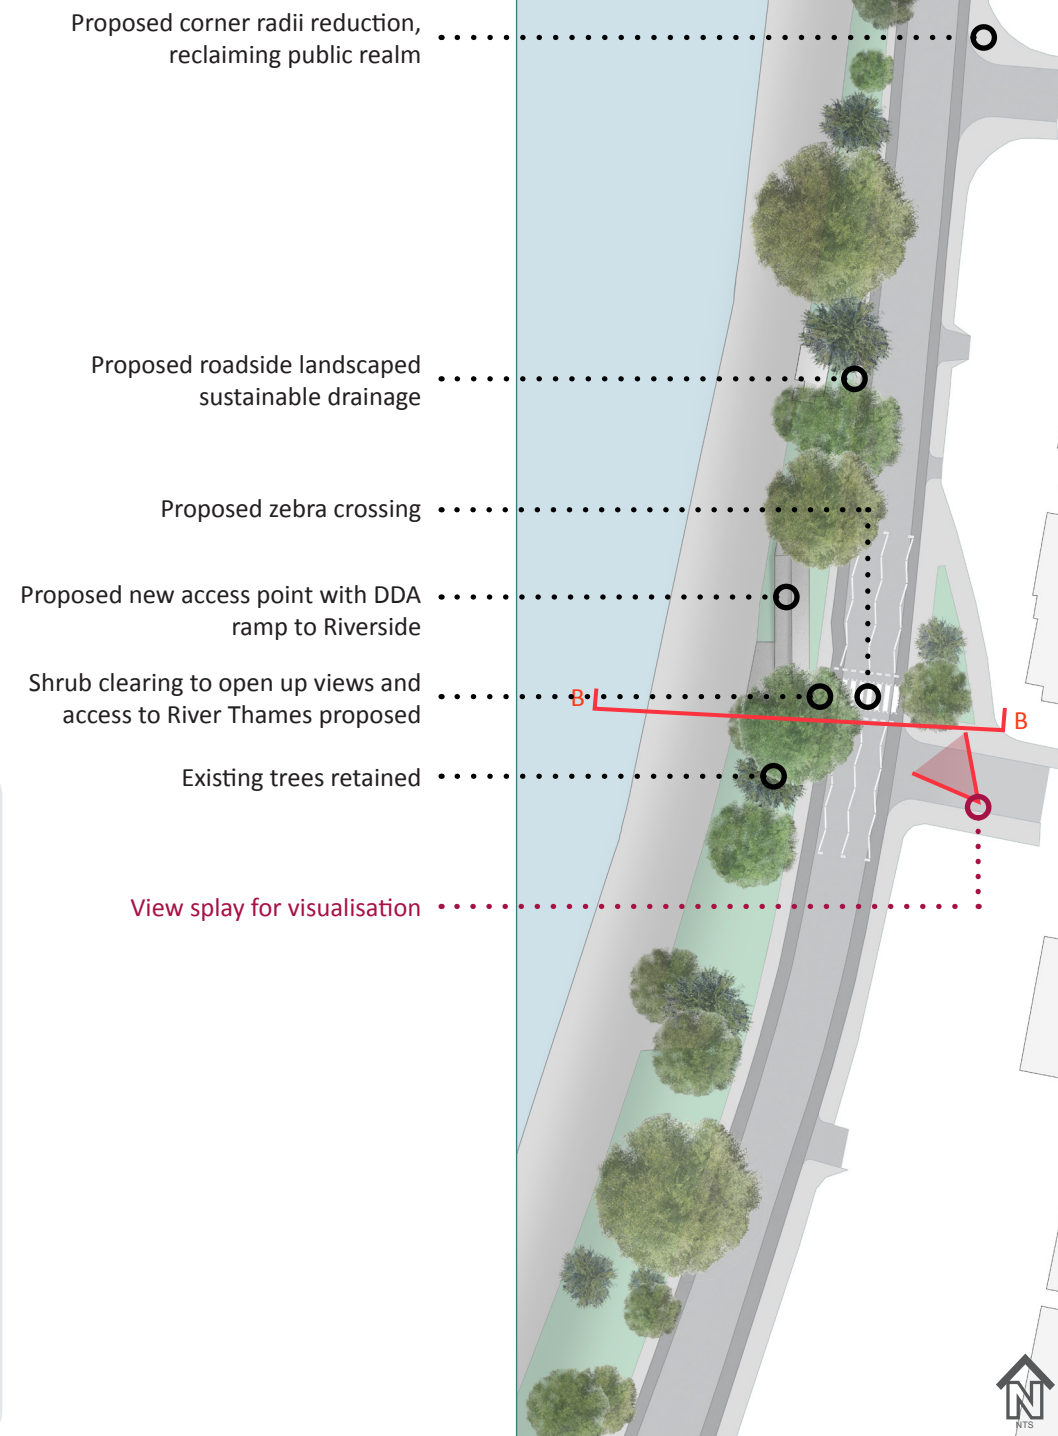 Proposed corner radii reduction,
reclaiming public realm
Proposed roadside landscaped
sustainable drainage
Proposed zebra crossing
Proposed new access point with DDA
ramp to Riverside
Shrub clearing to open up views and
access to River Thames proposed
B
B
Existing trees retained
View splay for visualisation
N
NTS